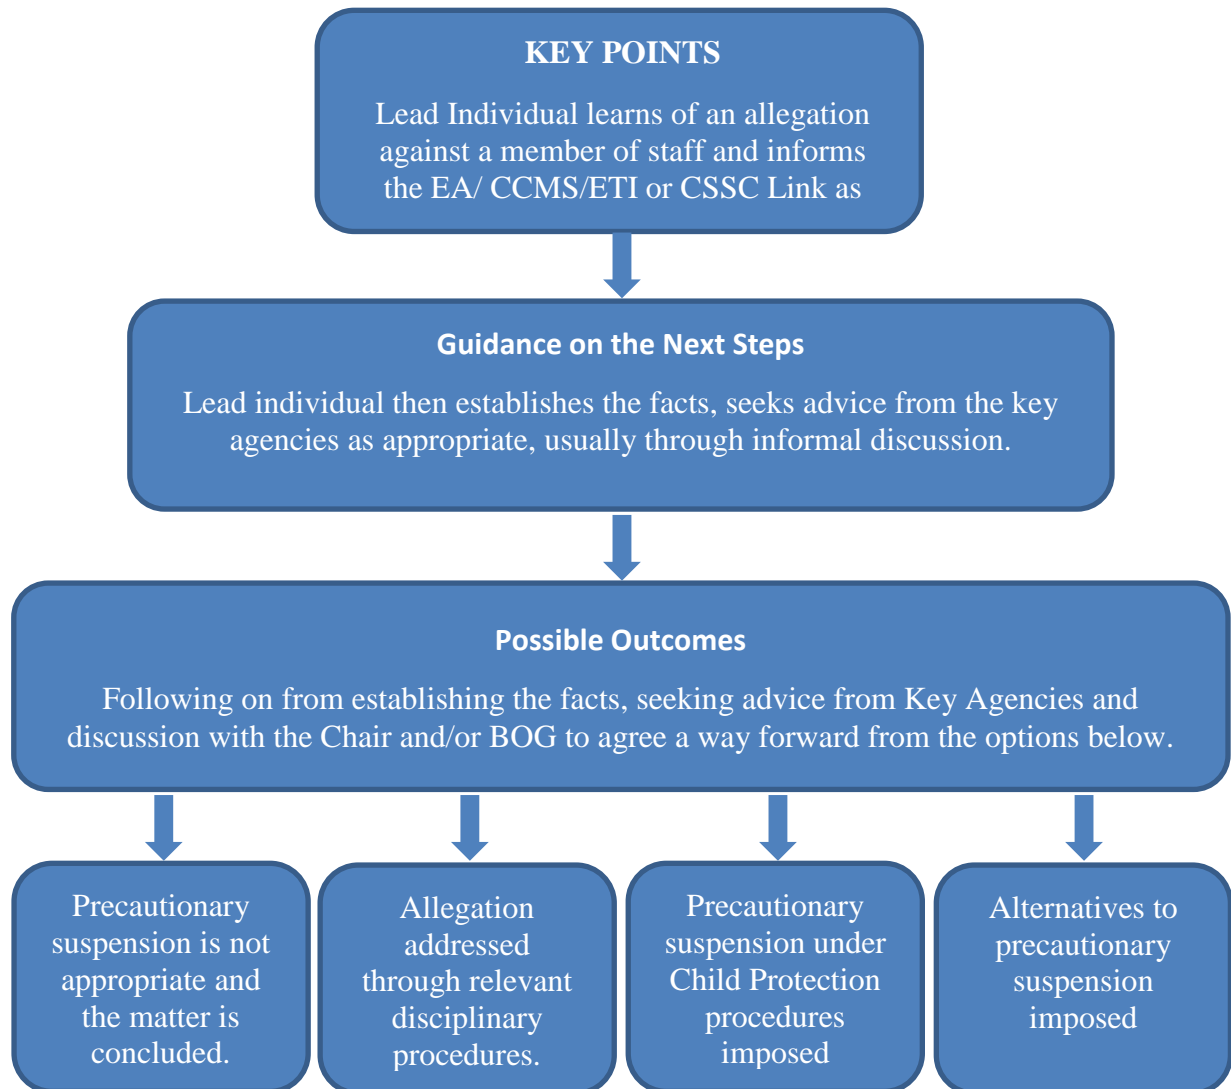 KEY POINTS
Lead Individual learns of an allegation
against a member of staff and informs
the EA/ CCMS/ETI or CSSC Link as
Guidance on the Next Steps
Lead individual then establishes the facts, seeks advice from the key
agencies as appropriate, usually through informal discussion.
Possible Outcomes
Following on from establishing the facts, seeking advice from Key Agencies and
discussion with the Chair and/or BOG to agree a way forward from the options below.
Precautionary
suspension is not
appropriate and
the matter is
concluded.
Allegation
addressed
through relevant
disciplinary
procedures.
Precautionary
suspension under
Child Protection
procedures
imposed
Alternatives to
precautionary
suspension
imposed